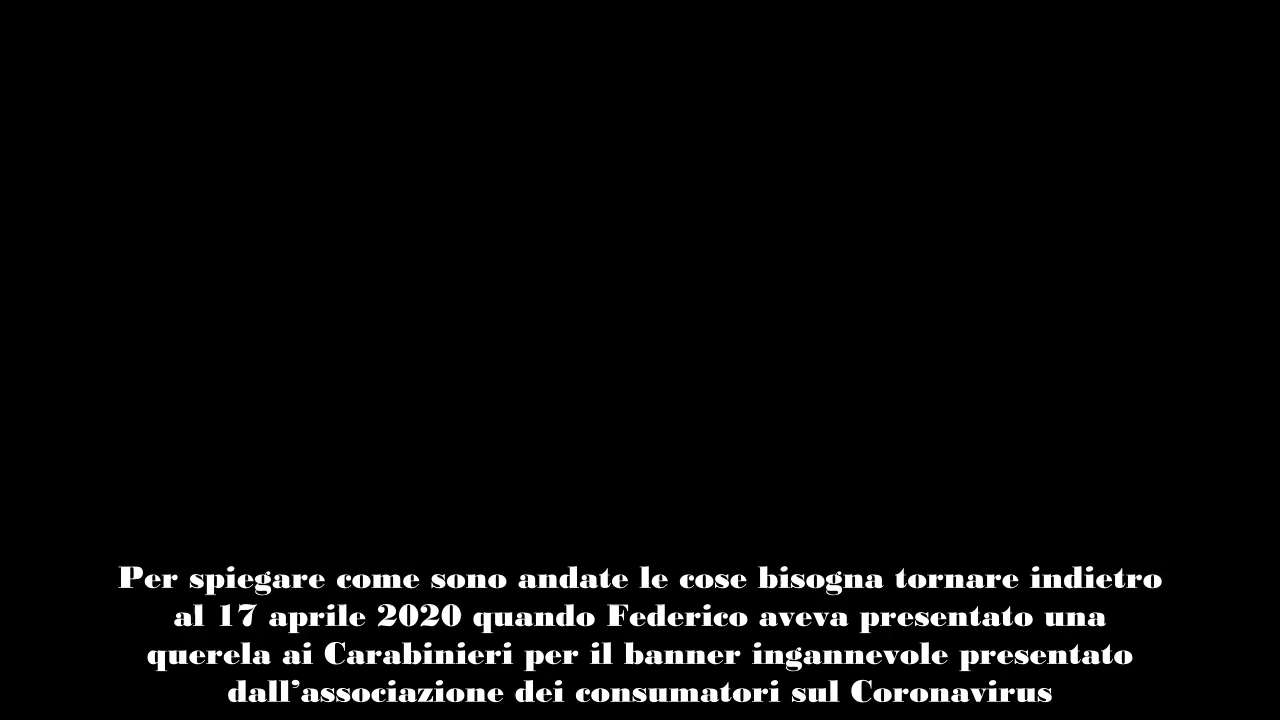 Per spiegare come sono andate le cose bisogna tornare indietro
al 17 aprile 2020 quando Federico aveva presentato una
querela ai Carabinieri per il banner ingannevole presentato
dall’associazione dei consumatori sul Coronavirus